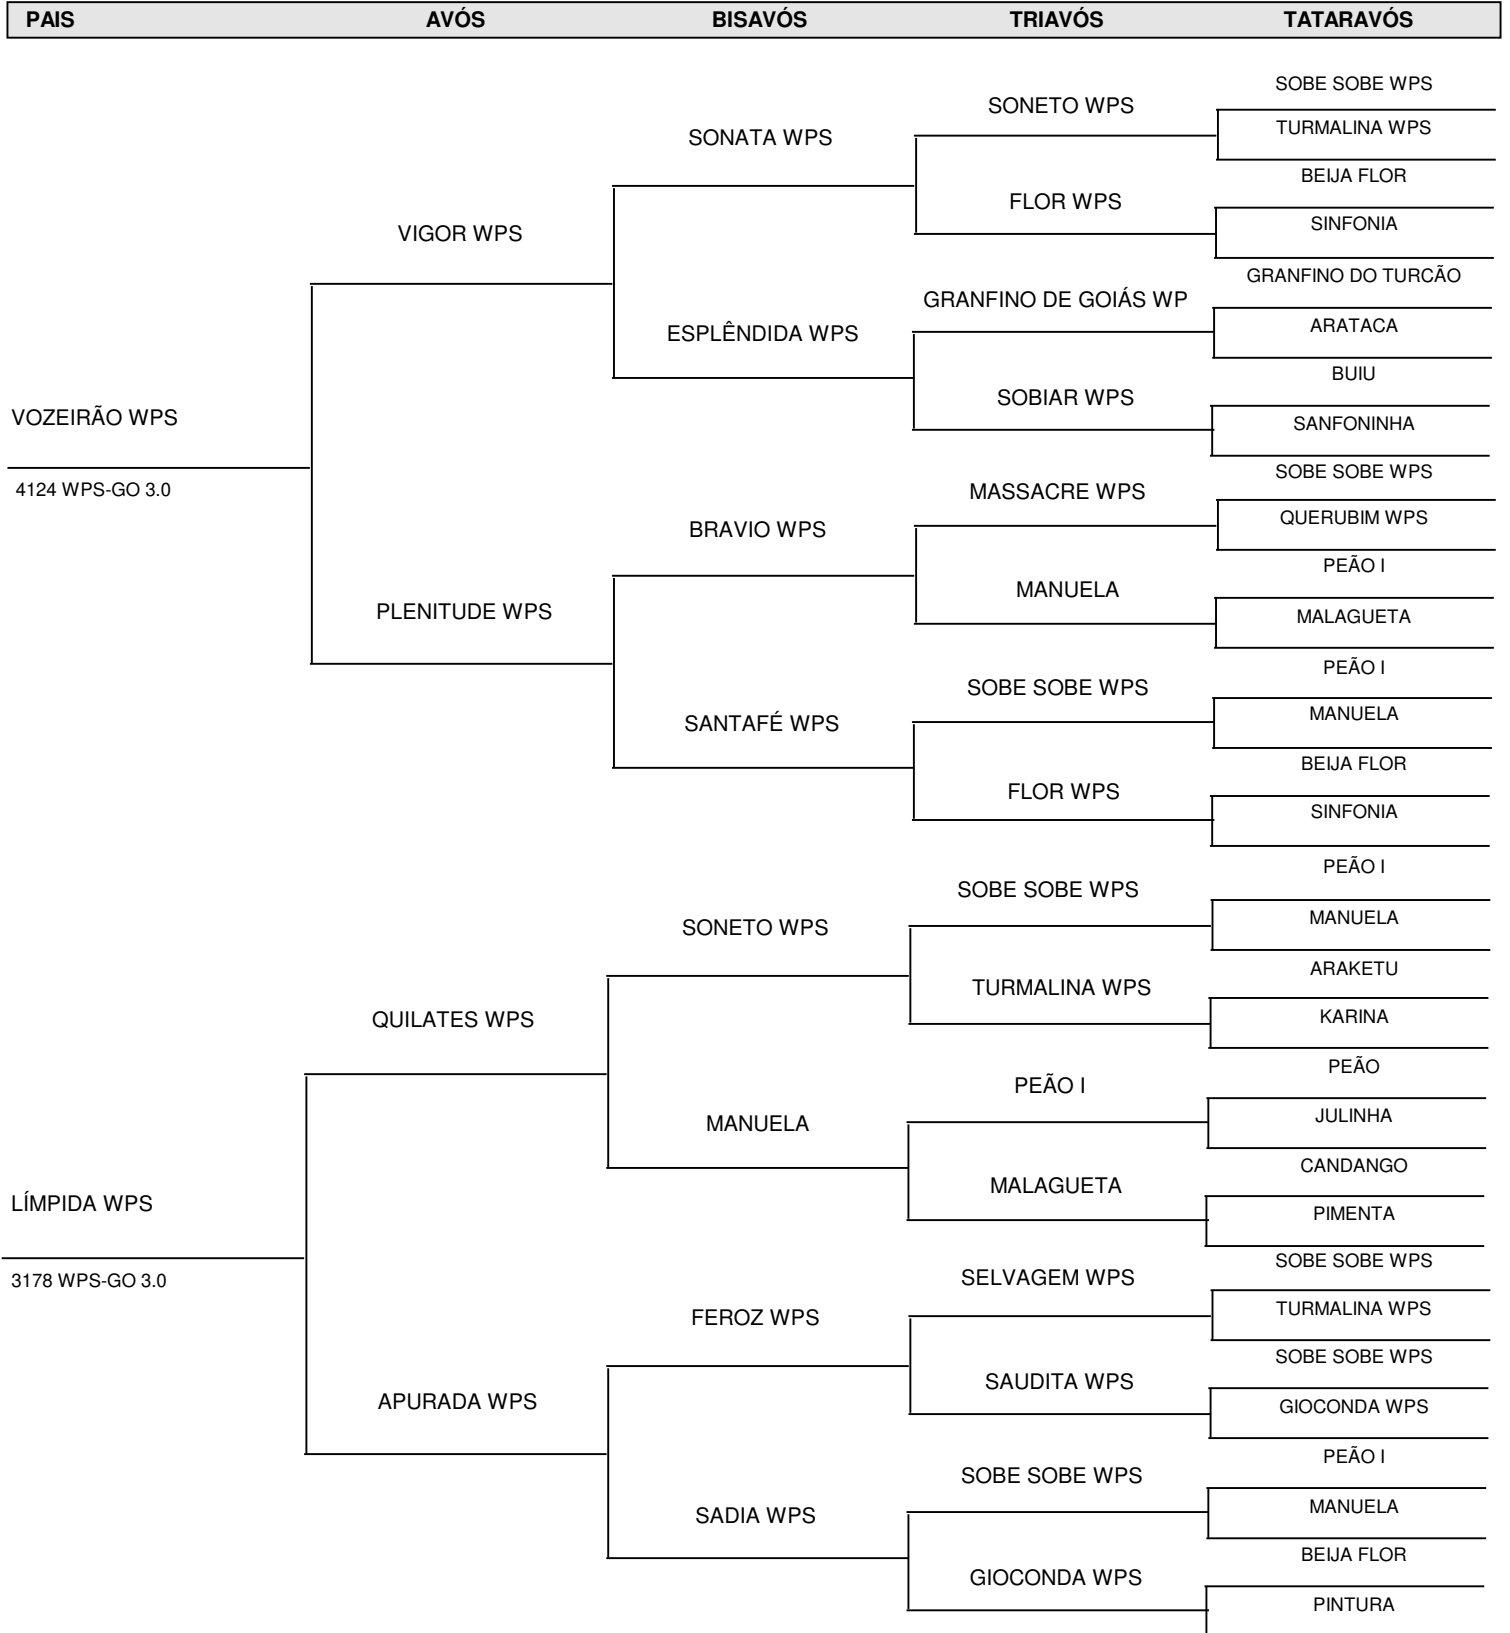 PAIS AVÓS BISAVÓS TRIAVÓS TATARAVÓS
SOBE SOBE WPS
SONETO WPS
TURMALINA WPS
SONATA WPS
BEIJA FLOR
FLOR WPS
SINFONIA
VIGOR WPS
GRANFINO DO TURCÃO
GRANFINO DE GOIÁS WP
ARATACA
ESPLÊNDIDA WPS
BUIU
SOBIAR WPS
SANFONINHA
VOZEIRÃO WPS
4124 WPS-GO 3.0
SOBE SOBE WPS
MASSACRE WPS
QUERUBIM WPS
BRAVIO WPS
PEÃO I
MANUELA
MALAGUETA
PLENITUDE WPS
PEÃO I
SOBE SOBE WPS
MANUELA
SANTAFÉ WPS
BEIJA FLOR
FLOR WPS
SINFONIA
PEÃO I
SOBE SOBE WPS
MANUELA
SONETO WPS
ARAKETU
TURMALINA WPS
KARINA
QUILATES WPS
PEÃO
PEÃO I
JULINHA
MANUELA
CANDANGO
MALAGUETA
PIMENTA
LÍMPIDA WPS
3178 WPS-GO 3.0
SOBE SOBE WPS
SELVAGEM WPS
TURMALINA WPS
FEROZ WPS
SOBE SOBE WPS
SAUDITA WPS
GIOCONDA WPS
APURADA WPS
PEÃO I
SOBE SOBE WPS
MANUELA
SADIA WPS
BEIJA FLOR
GIOCONDA WPS
PINTURA